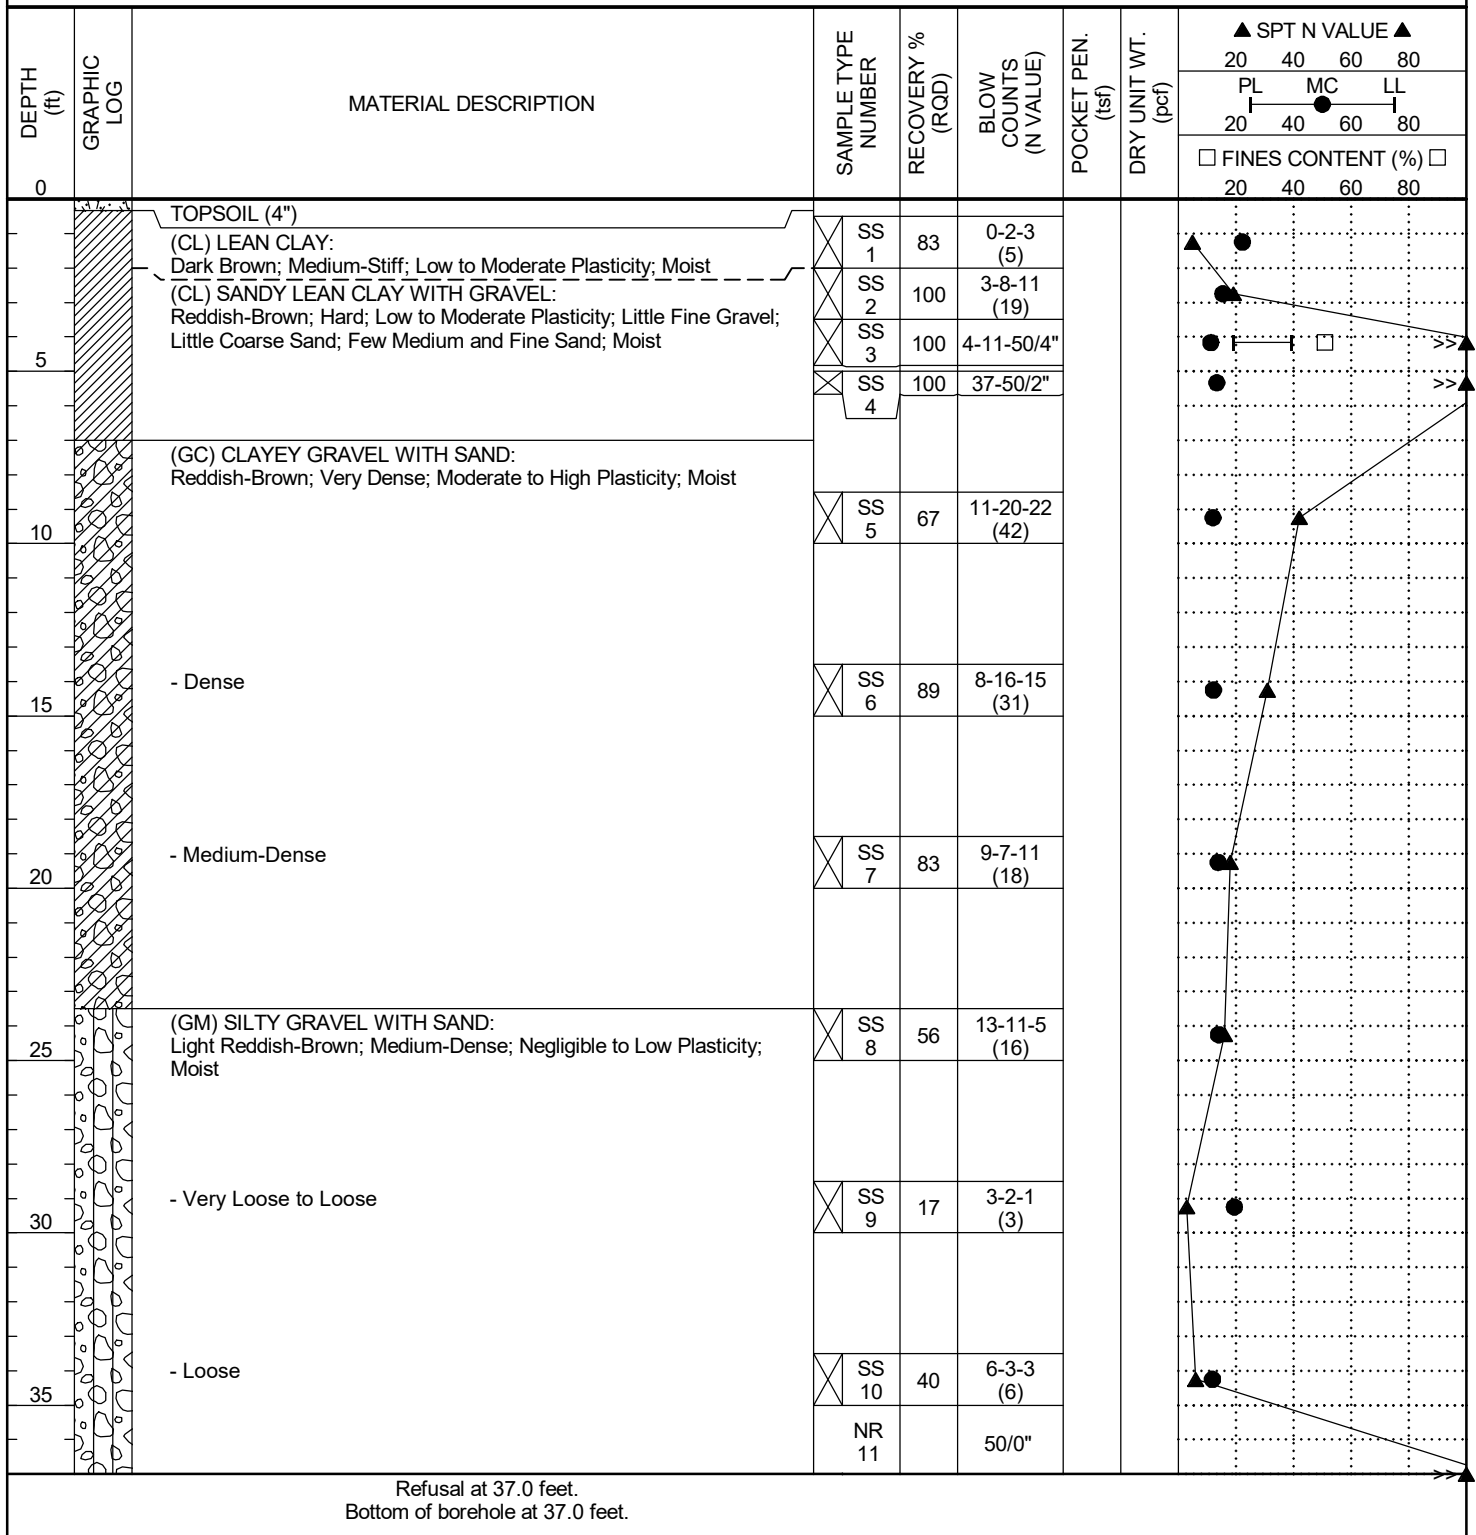 DEPTH
(ft)
GRAPHIC
LOG
MATERIAL DESCRIPTION
SAMPLE TYPE
NUMBER
RECOVERY %
(RQD)
BLOW
COUNTS
(N VALUE)
POCKET PEN.
(tsf)
DRY UNIT WT.
(pcf)
▲ SPT N VALUE ▲
20 40 60 80
PL MC LL
20 40 60 80
□ FINES CONTENT (%) □
20 40 60 80
0
TOPSOIL (4")
(CL) LEAN CLAY:
Dark Brown; Medium-Stiff; Low to Moderate Plasticity; Moist
SS
1
83
0-2-3
(5)
(CL) SANDY LEAN CLAY WITH GRAVEL:
Reddish-Brown; Hard; Low to Moderate Plasticity; Little Fine Gravel;
Little Coarse Sand; Few Medium and Fine Sand; Moist
SS
2
100
3-8-11
(19)
SS
3
100
4-11-50/4"
>>
5
SS
4
100
37-50/2"
>>
(GC) CLAYEY GRAVEL WITH SAND:
Reddish-Brown; Very Dense; Moderate to High Plasticity; Moist
SS
5
67
11-20-22
(42)
10
- Dense
SS
6
89
8-16-15
(31)
15
- Medium-Dense
SS
7
83
9-7-11
(18)
20
(GM) SILTY GRAVEL WITH SAND:
Light Reddish-Brown; Medium-Dense; Negligible to Low Plasticity;
Moist
SS
8
56
13-11-5
(16)
25
- Very Loose to Loose
SS
9
17
3-2-1
(3)
30
- Loose
SS
10
40
6-3-3
(6)
35
NR
11
50/0"
>>
Refusal at 37.0 feet.
Bottom of borehole at 37.0 feet.